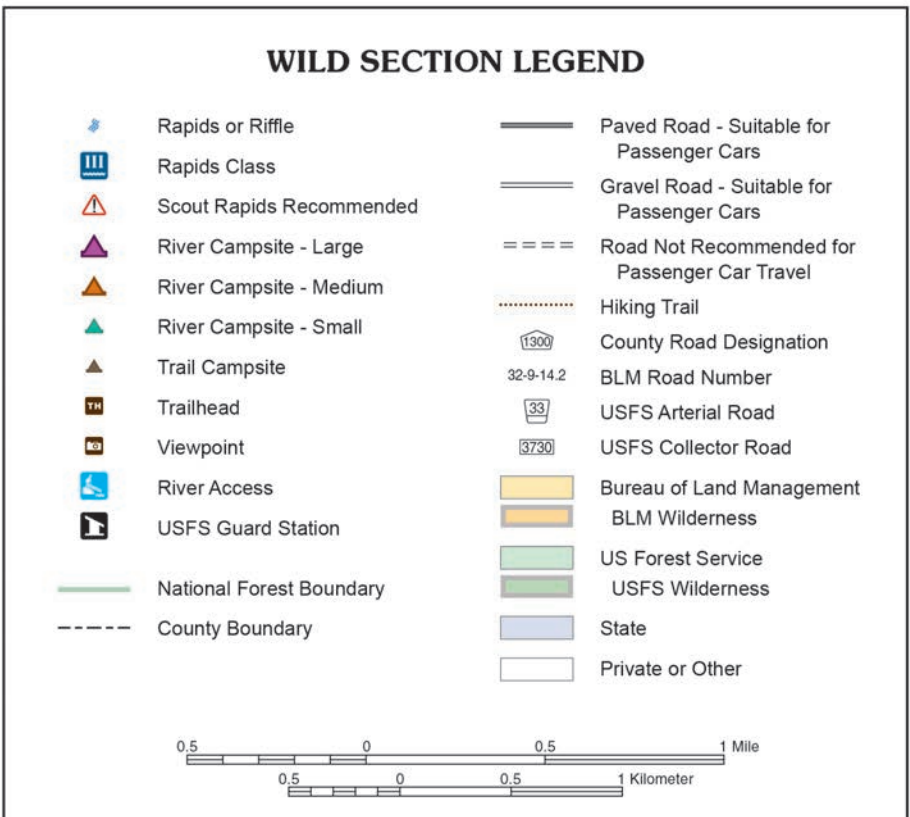 WILD SECTION LEGEND
Rapids or Riffle
III
Rapids Class
Scout Rapids Recommended
River Campsite - Large
River Campsite - Medium
River Campsite - Small
Trail Campsite
TH
Trailhead
Viewpoint
River Access
USFS Guard Station
National Forest Boundary
County Boundary
Paved Road - Suitable for
Passenger Cars
Gravel Road - Suitable for
Passenger Cars
Road Not Recommended for
Passenger Car Travel
Hiking Trail
1300
County Road Designation
32-9-14.2
BLM Road Number
33
USFS Arterial Road
3730
USFS Collector Road
Bureau of Land Management
BLM Wilderness
US Forest Service
USFS Wilderness
State
Private or Other
0.5 0 0.5 1 Mile
0.5 0 0.5 1 Kilometer